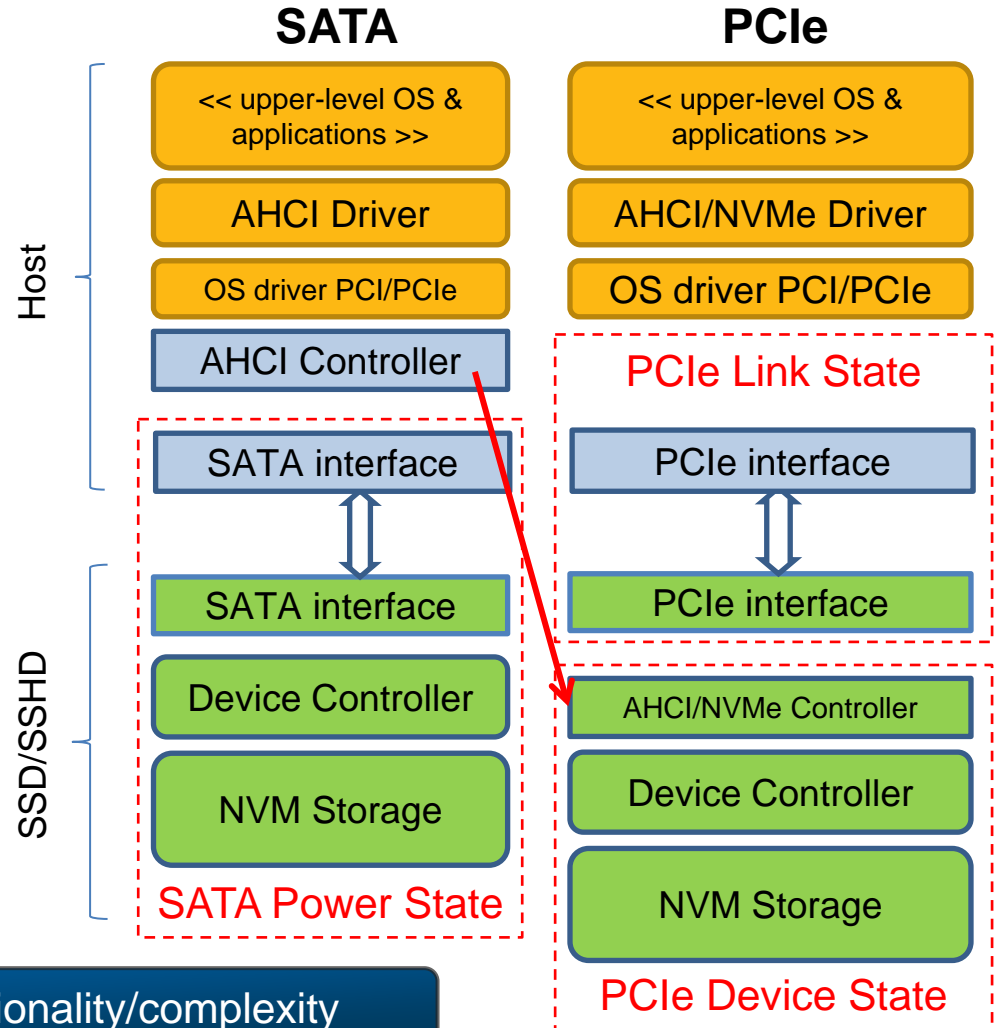 SATA
PCIe
Host
<< upper-level OS &
applications >>
AHCI Driver
OS driver PCI/PCIe
AHCI Controller
SATA interface
SSD/SSHD
SATA interface
Device Controller
NVM Storage
SATA Power State
<< upper-level OS &
applications >>
AHCI/NVMe Driver
OS driver PCI/PCIe
PCIe Link State
PCIe interface
PCIe interface
AHCI/NVMe Controller
Device Controller
NVM Storage
PCIe Device State
ionality/complexity